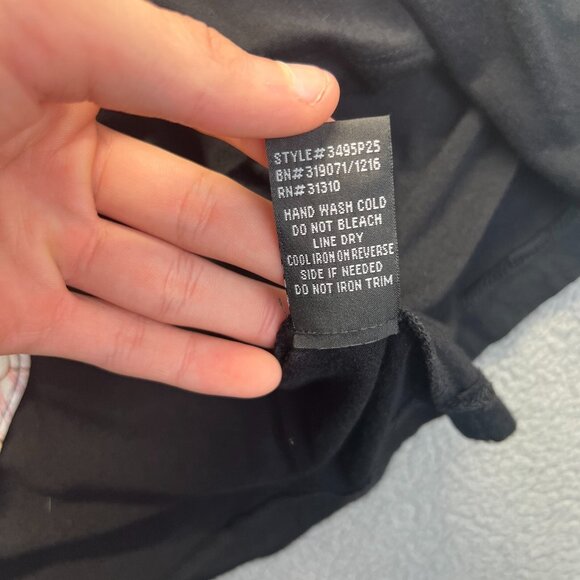 STYLE# 3495P25
BN# 319071/1216
RN# 31310
HAND WASH COLD
DO NOT BLEACH
LINE DRY
COOL IRON ON REVERSE
SIDE IF NEEDED
DO NOT IRON TRIM